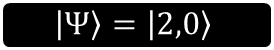 |Ψ⟩ = |2,0⟩